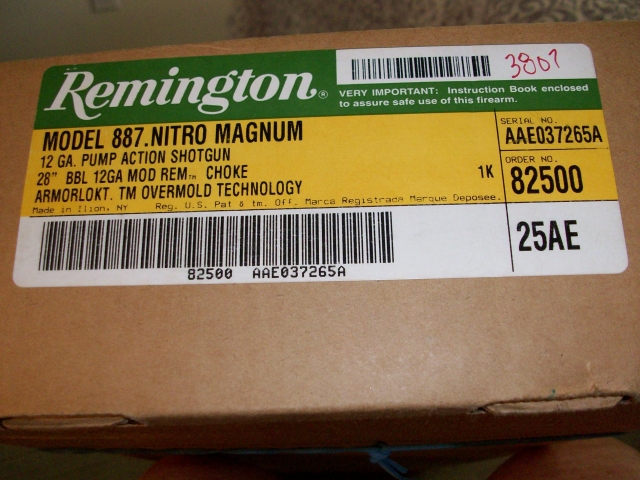 Remington®
3807
VERY IMPORTANT: Instruction Book enclosed
to assure safe use of this firearm.
MODEL 887.NITRO MAGNUM
12 GA. PUMP ACTION SHOTGUN
28" BBL 12GA MOD REM™ CHOKE 1K
ARMORLOKT. TM OVERMOLD TECHNOLOGY
Made in Ilion, NY Reg. U.S. Pat & tm. Off. Marca Registrada Marque Deposee.
SERIAL NO.
AAE037265A
ORDER NO.
82500
25AE
82500 AAE037265A